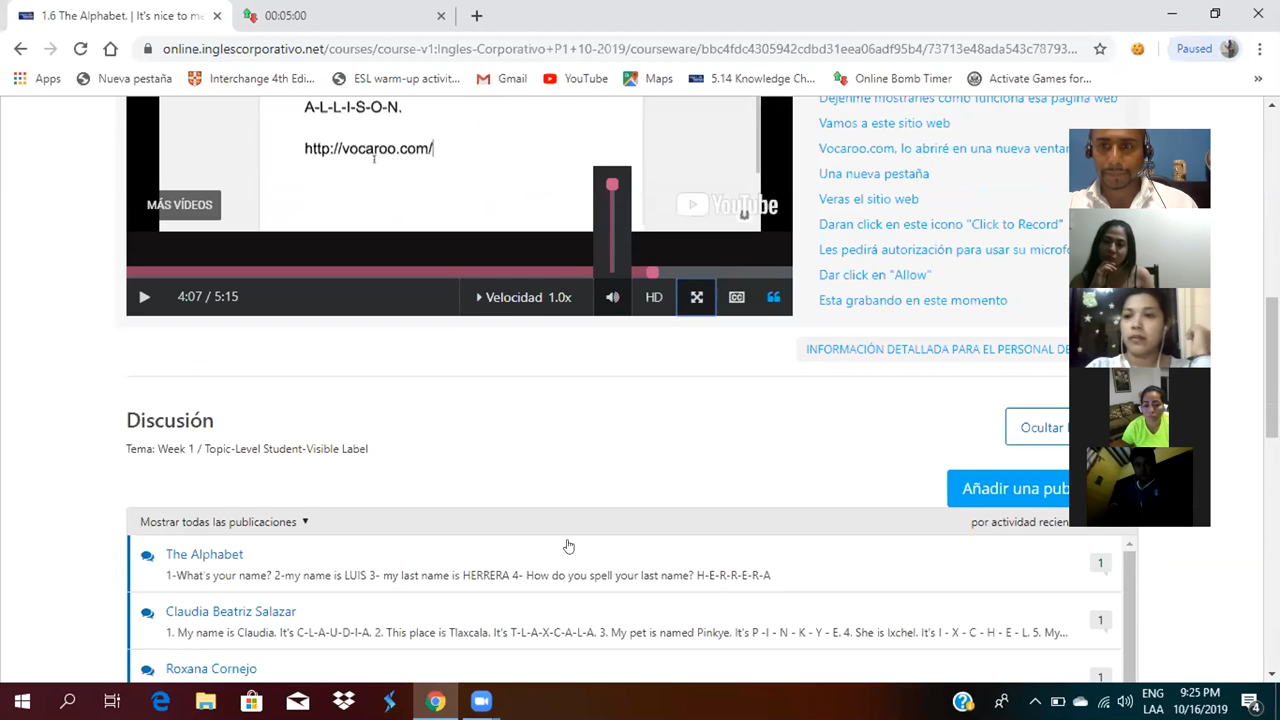 1.6 The Alphabet. | It's nice to me
00:05:00
online.inglescorporativo.net/courses/course-v1:Ingles-Corporativo+P1+10-2019/courseware/bbc4fdc4305942cdbd31eea06adf95b4/73713e48ada543c78793...
Paused
Apps
Nueva pestaña
Interchange 4th Edi...
ESL warm-up activit...
Gmail
YouTube
Maps
5.14 Knowledge Ch...
Online Bomb Timer
Activate Games for...
»
A-L-L-I-S-O-N.
http://vocaroo.com/
MÁS VÍDEOS
YouTube
4:07 / 5:15
Velocidad 1.0x
HD
Déjenme mostrarles como funciona esa pagina web
Vamos a este sitio web
Vocaroo.com, lo abriré en una nueva ventan
Una nueva pestaña
Veras el sitio web
Daran click en este icono "Click to Record"
Les pedirá autorización para usar su microfo
Dar click en "Allow"
Esta grabando en este momento
INFORMACIÓN DETALLADA PARA EL PERSONAL DE
Discusión
Tema: Week 1 / Topic-Level Student-Visible Label
Ocultar
Añadir una pub
Mostrar todas las publicaciones ▼
por actividad recien
The Alphabet
1-What's your name? 2-my name is LUIS 3- my last name is HERRERA 4- How do you spell your last name? H-E-R-R-E-R-A
1
Claudia Beatriz Salazar
1. My name is Claudia. It's C-L-A-U-D-I-A. 2. This place is Tlaxcala. It's T-L-A-X-C-A-L-A. 3. My pet is named Pinkye. It's P -I - N - K - Y - E. 4. She is Ixchel. It's I - X - C - H - E - L. 5. My...
1
Roxana Cornejo
1
ENG
LAA
9:25 PM
10/16/2019
4